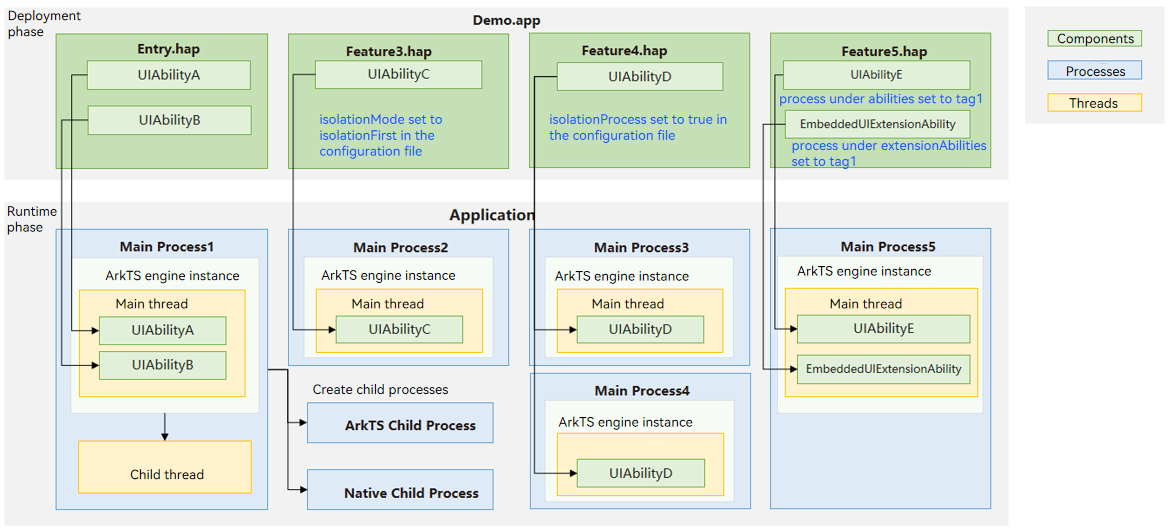 Deployment
phase
Demo.app
Entry.hap
UIAbilityA
UIAbilityB
Feature3.hap
UIAbilityC
isolationMode set to
isolationFirst in the
configuration file
Feature4.hap
UIAbilityD
isolationProcess set to true in
the configuration file
Feature5.hap
UIAbilityE
process under abilities set to tag1
EmbeddedUIExtensionAbility
process under extensionAbilities
set to tag1
Components
Processes
Threads
Runtime
phase
Application
Main Process1
ArkTS engine instance
Main thread
UIAbilityA
UIAbilityB
Child thread
Main Process2
ArkTS engine instance
Main thread
UIAbilityC
Create child processes
ArkTS Child Process
Native Child Process
Main Process3
ArkTS engine instance
Main thread
UIAbilityD
Main Process4
ArkTS engine instance
UIAbilityD
Main Process5
ArkTS engine instance
Main thread
UIAbilityE
EmbeddedUIExtensionAbility